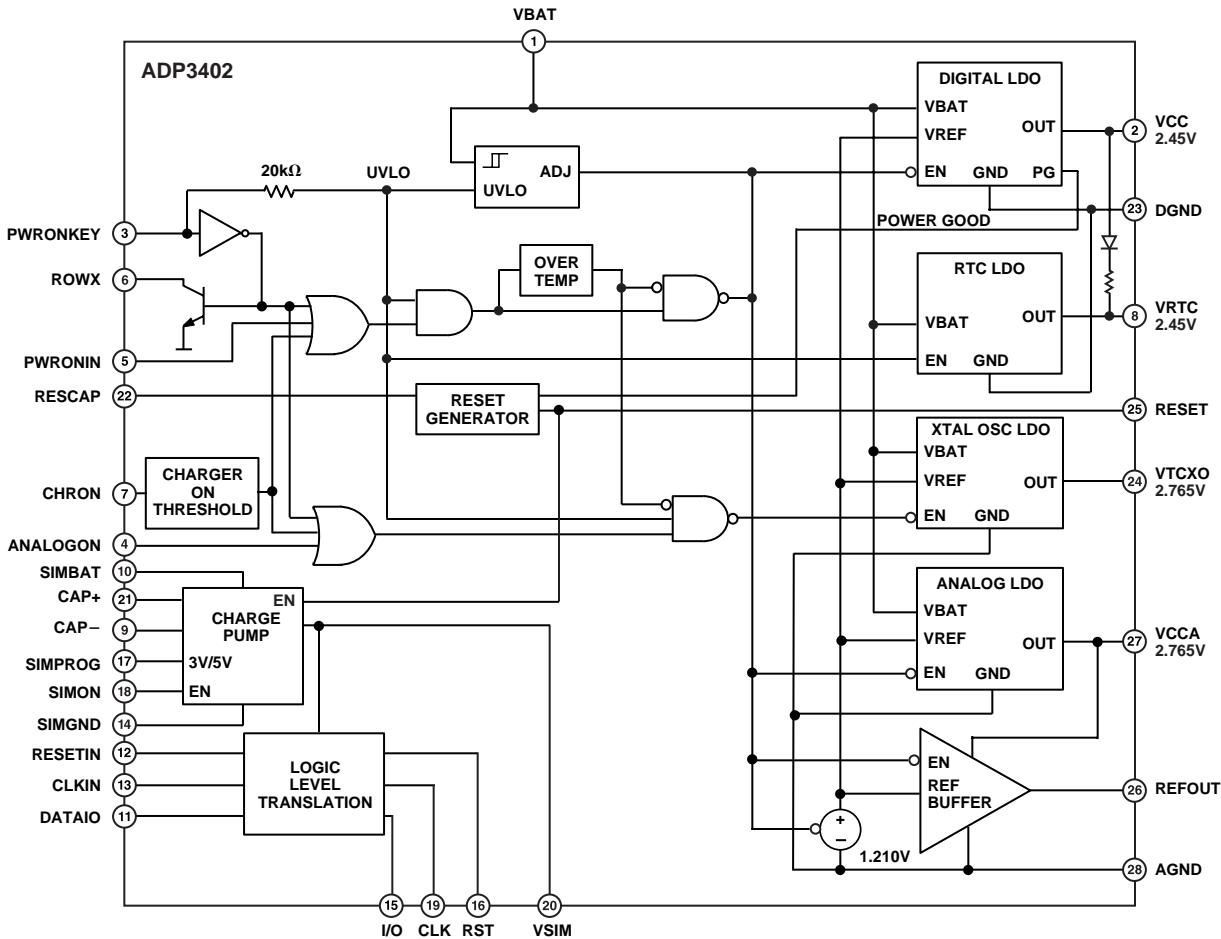 VBAT
1
ADP3402
DIGITAL LDO
VBAT
VREF
OUT
EN
GND
PG
2
VCC
2.45V
20kΩ
UVLO
ADJ
UVLO
PWRONKEY
3
POWER GOOD
23
DGND
ROWX
6
OVER
TEMP
RTC LDO
OUT
VBAT
EN
GND
8
VRTC
2.45V
PWRONIN
5
RESCAP
22
RESET
GENERATOR
25
RESET
XTAL OSC LDO
VBAT
VREF
OUT
EN
GND
24
VTCXO
2.765V
CHRON
7
CHARGER
ON
THRESHOLD
ANALOGON
4
SIMBAT
10
CAP+
21
CAP−
9
SIMPROG
17
SIMON
18
SIMGND
14
EN
CHARGE
PUMP
3V/5V
EN
ANALOG LDO
VBAT
VREF
OUT
EN
GND
27
VCCA
2.765V
RESETIN
12
CLKIN
13
DATAIO
11
LOGIC
LEVEL
TRANSLATION
EN
REF
BUFFER
26
REFOUT
+
−
1.210V
28
AGND
15
19
16
20
I/O
CLK
RST
VSIM